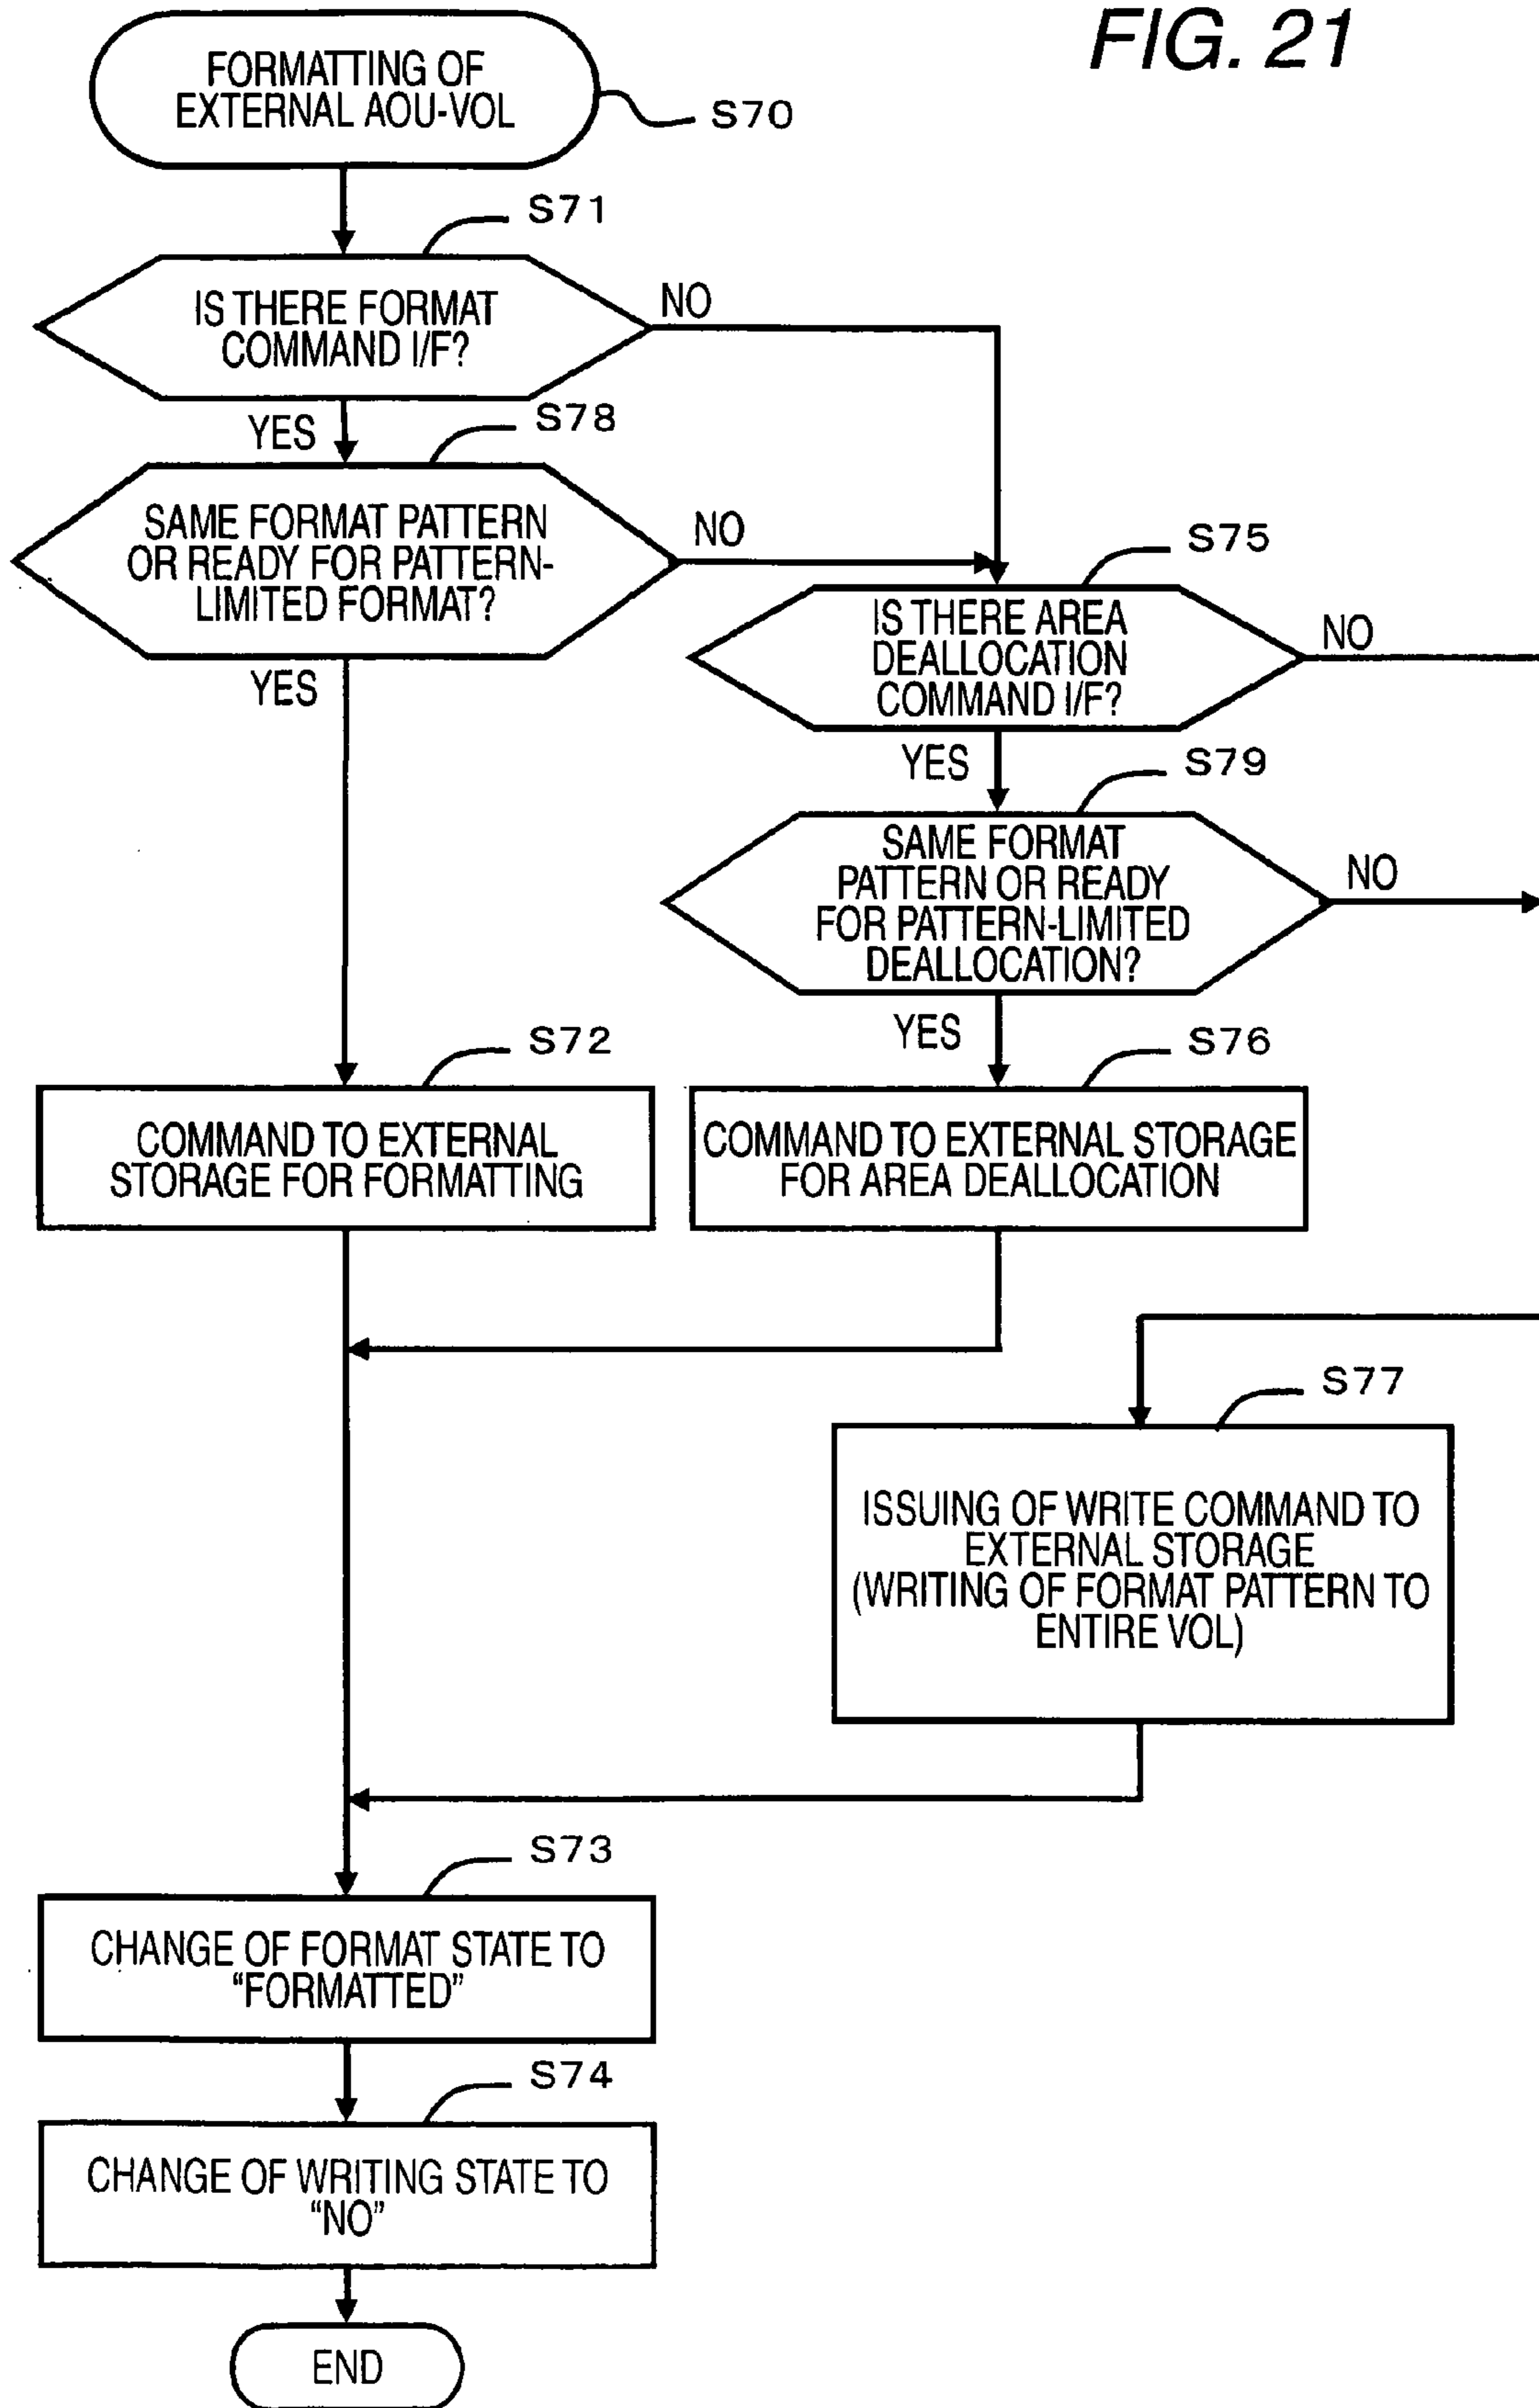 FIG. 21
FORMATTING OF
EXTERNAL AOU-VOL
S70
S71
IS THERE FORMAT
COMMAND I/F?
NO
YES
S78
SAME FORMAT PATTERN
OR READY FOR PATTERN-
LIMITED FORMAT?
NO
YES
S75
IS THERE AREA
DEALLOCATION
COMMAND I/F?
NO
YES
S79
SAME FORMAT
PATTERN OR READY
FOR PATTERN-LIMITED
DEALLOCATION?
NO
YES
S72
COMMAND TO EXTERNAL
STORAGE FOR FORMATTING
S76
COMMAND TO EXTERNAL STORAGE
FOR AREA DEALLOCATION
S77
ISSUING OF WRITE COMMAND TO
EXTERNAL STORAGE
(WRITING OF FORMAT PATTERN TO
ENTIRE VOL)
S73
CHANGE OF FORMAT STATE TO
“FORMATTED”
S74
CHANGE OF WRITING STATE TO
“NO”
END